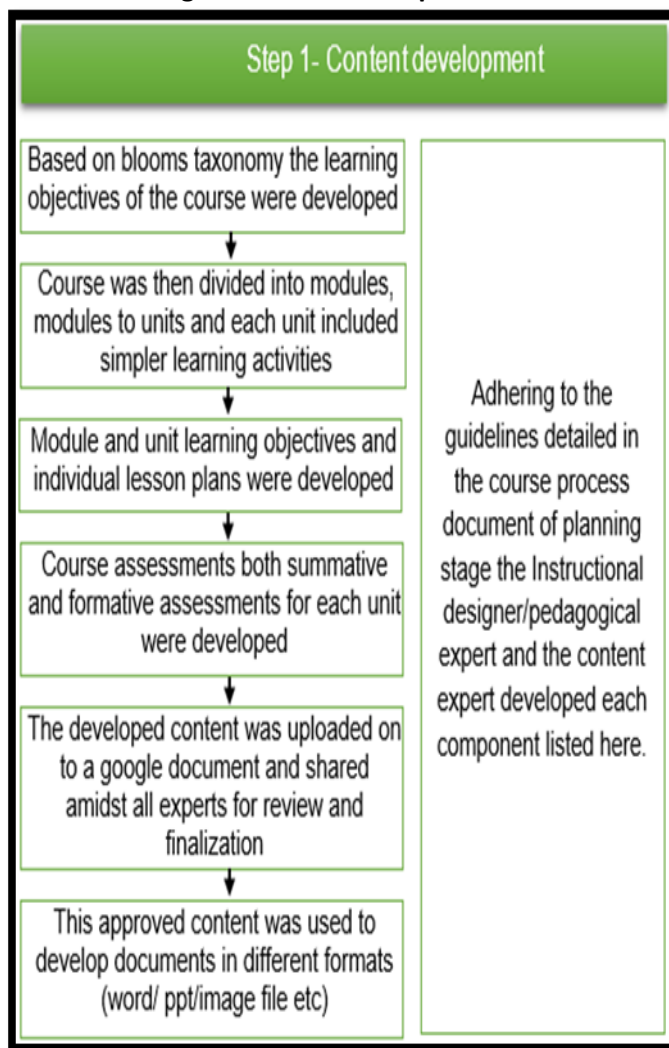 Step 1- Content development
Based on blooms taxonomy the learning
objectives of the course were developed
Course was then divided into modules,
modules to units and each unit included
simpler learning activities
Module and unit learning objectives and
individual lesson plans were developed
Course assessments both summative
and formative assessments for each unit
were developed
The developed content was uploaded on
to a google document and shared
amidst all experts for review and
finalization
This approved content was used to
develop documents in different formats
(word/ ppt/image file etc)
Adhering to the
guidelines detailed in
the course process
document of planning
stage the Instructional
designer/pedagogical
expert and the content
expert developed each
component listed here.